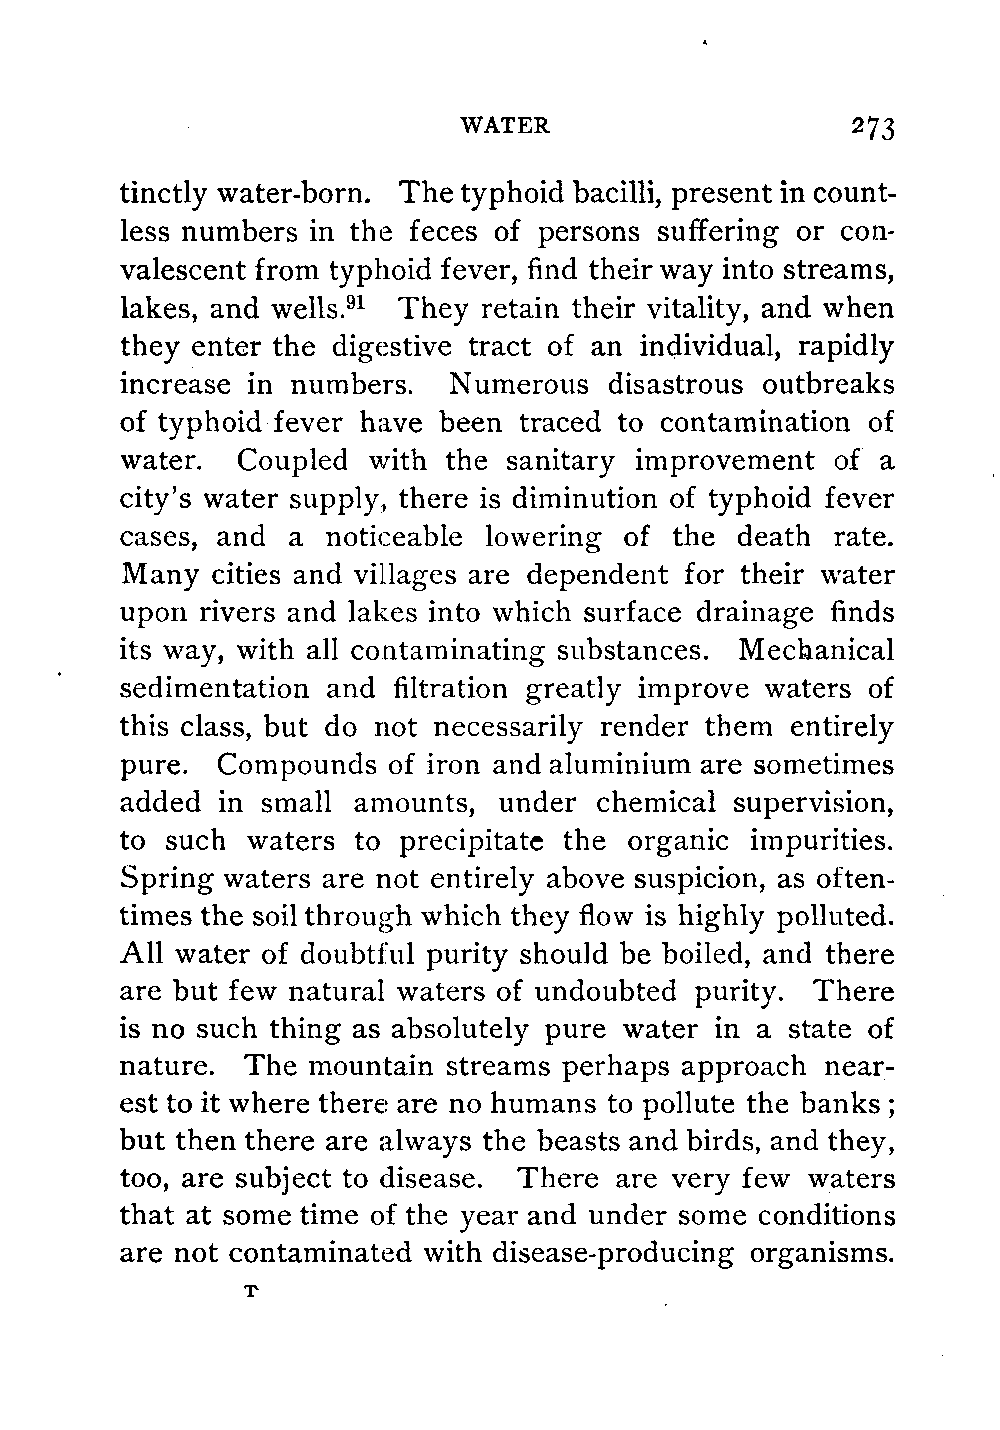 WATER 273
tinctly water-born. The typhoid bacilli, present in count-
less numbers in the feces of persons suffering or con-
valescent from typhoid fever, find their way into streams,
lakes, and wells.⁹¹ They retain their vitality, and when
they enter the digestive tract of an individual, rapidly
increase in numbers. Numerous disastrous outbreaks
of typhoid fever have been traced to contamination of
water. Coupled with the sanitary improvement of a
city's water supply, there is diminution of typhoid fever
cases, and a noticeable lowering of the death rate.
Many cities and villages are dependent for their water
upon rivers and lakes into which surface drainage finds
its way, with all contaminating substances. Mechanical
sedimentation and filtration greatly improve waters of
this class, but do not necessarily render them entirely
pure. Compounds of iron and aluminium are sometimes
added in small amounts, under chemical supervision,
to such waters to precipitate the organic impurities.
Spring waters are not entirely above suspicion, as often-
times the soil through which they flow is highly polluted.
All water of doubtful purity should be boiled, and there
are but few natural waters of undoubted purity. There
is no such thing as absolutely pure water in a state of
nature. The mountain streams perhaps approach near-
est to it where there are no humans to pollute the banks;
but then there are always the beasts and birds, and they,
too, are subject to disease. There are very few waters
that at some time of the year and under some conditions
are not contaminated with disease-producing organisms.
T